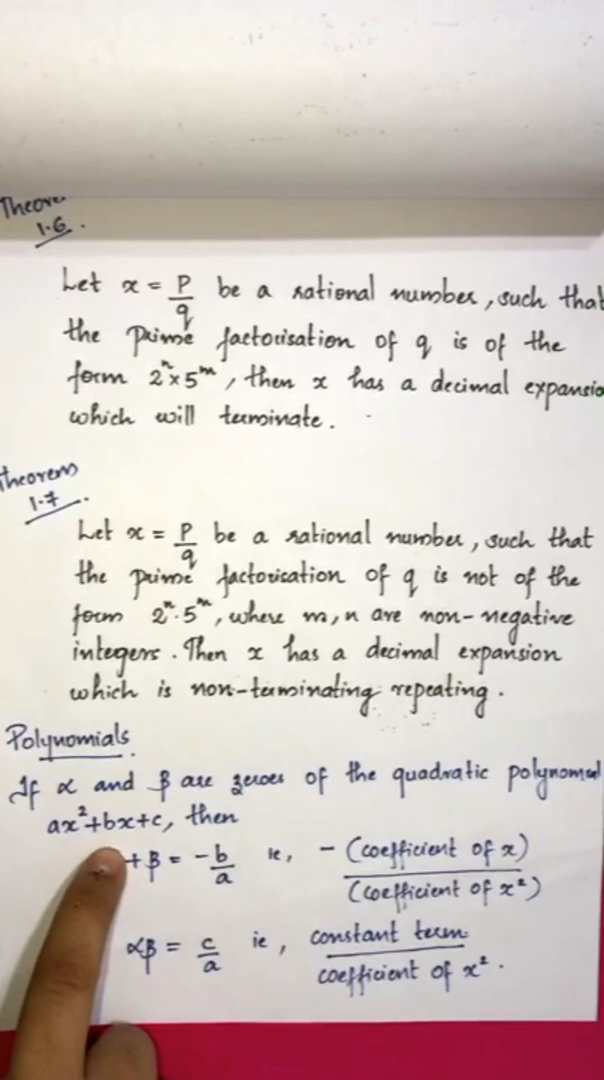 1.6.
Let x = p/q be a rational number, such that
the prime factorisation of q is of the
form 2ⁿ×5ᵐ, then x has a decimal
which will terminate.
Theorem
1.7.
Let x = p/q be a rational number, such that
the prime factorisation of q is not of the
form 2ⁿ·5ᵐ, where m, n are non-negative
integers. Then x has a decimal expansion
which is non-terminating repeating.
Polynomials.
If α and β are zeroes of the quadratic
ax²+bx+c, then
+β = -b/a ie, - (coefficient of x)/(coefficient of x²)
αβ = c/a ie, constant term/coefficient of x².